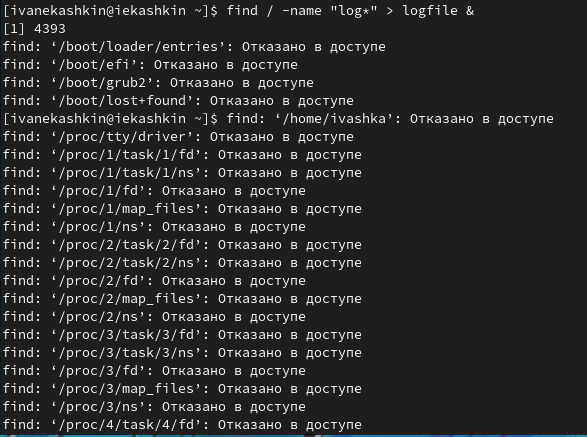 [ivanekashkin@iekashkin ~]$ find / -name "log*" > logfile &
[1] 4393
find: ‘/boot/loader/entries’: Отказано в доступе
find: ‘/boot/efi’: Отказано в доступе
find: ‘/boot/grub2’: Отказано в доступе
find: ‘/boot/lost+found’: Отказано в доступе
[ivanekashkin@iekashkin ~]$ find: ‘/home/ivashka’: Отказано в доступе
find: ‘/proc/tty/driver’: Отказано в доступе
find: ‘/proc/1/task/1/fd’: Отказано в доступе
find: ‘/proc/1/task/1/ns’: Отказано в доступе
find: ‘/proc/1/fd’: Отказано в доступе
find: ‘/proc/1/map_files’: Отказано в доступе
find: ‘/proc/1/ns’: Отказано в доступе
find: ‘/proc/2/task/2/fd’: Отказано в доступе
find: ‘/proc/2/task/2/ns’: Отказано в доступе
find: ‘/proc/2/fd’: Отказано в доступе
find: ‘/proc/2/map_files’: Отказано в доступе
find: ‘/proc/2/ns’: Отказано в доступе
find: ‘/proc/3/task/3/fd’: Отказано в доступе
find: ‘/proc/3/task/3/ns’: Отказано в доступе
find: ‘/proc/3/fd’: Отказано в доступе
find: ‘/proc/3/map_files’: Отказано в доступе
find: ‘/proc/3/ns’: Отказано в доступе
find: ‘/proc/4/task/4/fd’: Отказано в доступе